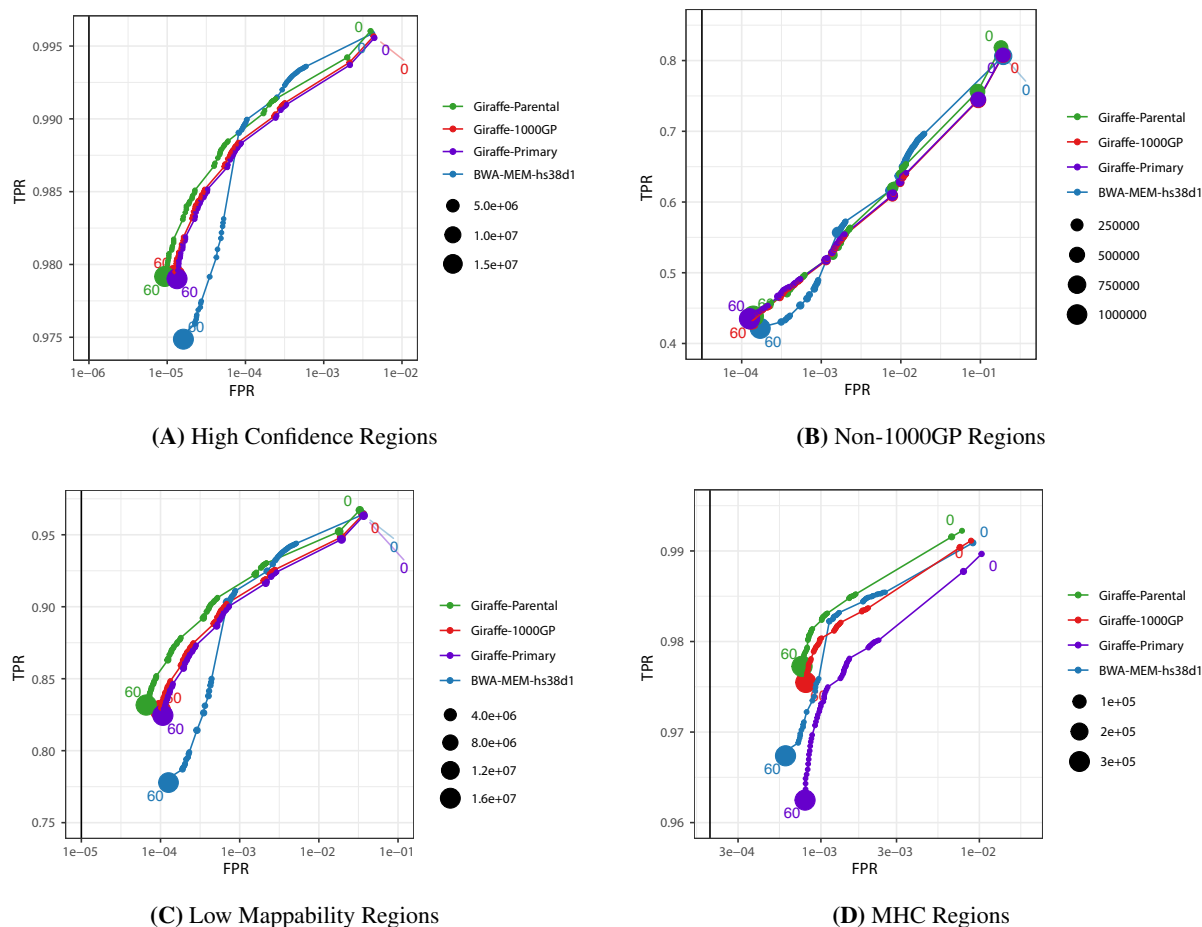 0.995
0.990
0.985
0.980
0.975
TPR
1e-06
1e-05
1e-04
1e-03
1e-02
FPR
0
0
0
0
60
60
60
60
Giraffe-Parental
Giraffe-1000GP
Giraffe-Primary
BWA-MEM-hs38d1
5.0e+06
1.0e+07
1.5e+07
(A) High Confidence Regions
0.8
0.7
0.6
0.5
0.4
TPR
1e-04
1e-03
1e-02
1e-01
FPR
0
0
0
0
60
60
60
60
Giraffe-Parental
Giraffe-1000GP
Giraffe-Primary
BWA-MEM-hs38d1
250000
500000
750000
1000000
(B) Non-1000GP Regions
0.95
0.90
0.85
0.80
0.75
TPR
1e-05
1e-04
1e-03
1e-02
1e-01
FPR
0
0
0
0
60
60
60
60
Giraffe-Parental
Giraffe-1000GP
Giraffe-Primary
BWA-MEM-hs38d1
4.0e+06
8.0e+06
1.2e+07
1.6e+07
(C) Low Mappability Regions
0.99
0.98
0.97
0.96
TPR
3e-04
1e-03
3e-03
1e-02
FPR
0
0
0
0
60
60
60
60
Giraffe-Parental
Giraffe-1000GP
Giraffe-Primary
BWA-MEM-hs38d1
1e+05
2e+05
3e+05
(D) MHC Regions